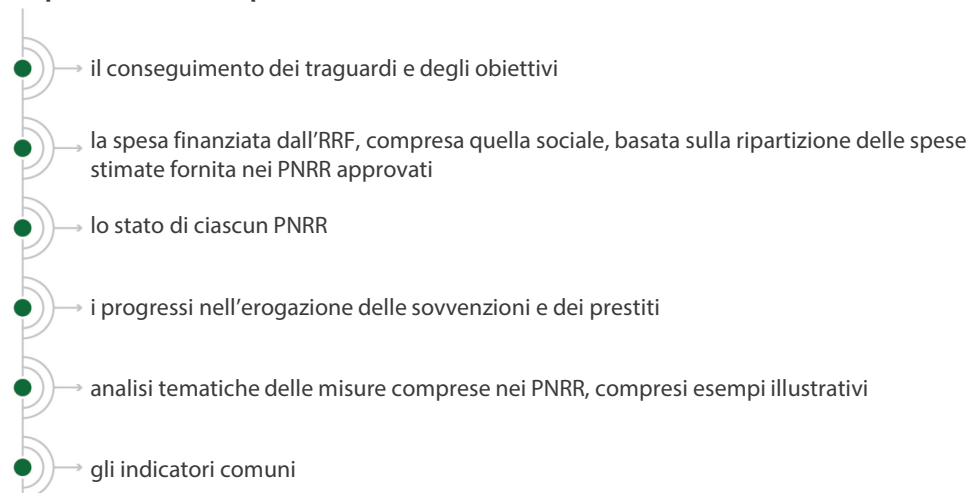 il conseguimento dei traguardi e degli obiettivi
la spesa finanziata dall'RRF, compresa quella sociale, basata sulla ripartizione delle spese
stimate fornita nei PNRR approvati
lo stato di ciascun PNRR
i progressi nell'erogazione delle sovvenzioni e dei prestiti
analisi tematiche delle misure comprese nei PNRR, compresi esempi illustrativi
gli indicatori comuni